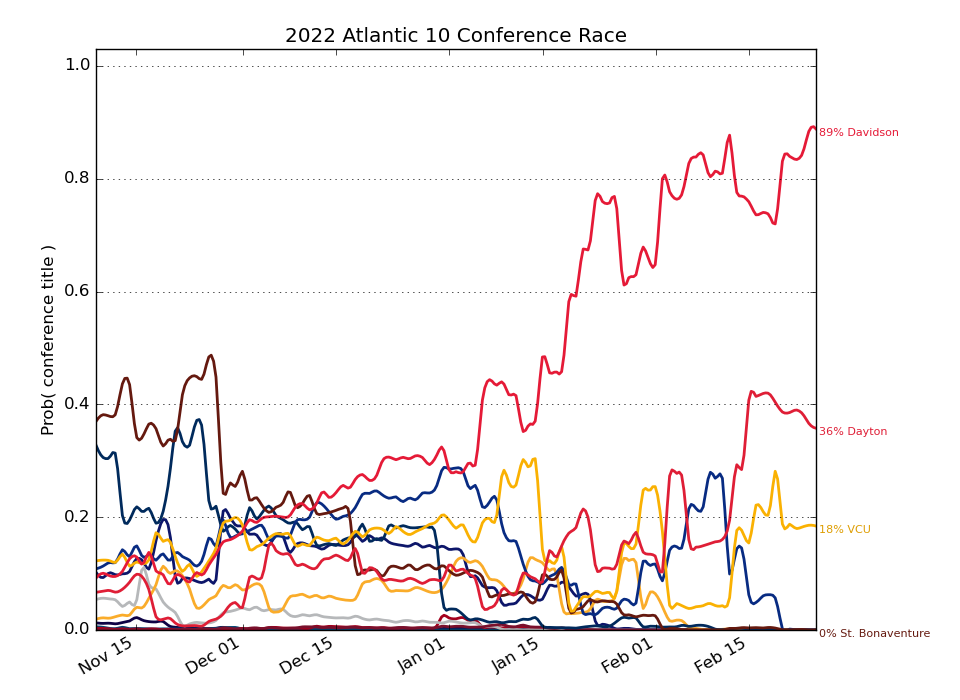 2022 Atlantic 10 Conference Race
Prob( conference title )
1.0
0.8
0.6
0.4
0.2
0.0
Nov 15
Dec 01
Dec 15
Jan 01
Jan 15
Feb 01
Feb 15
89% Davidson
36% Dayton
18% VCU
0% St. Bonaventure